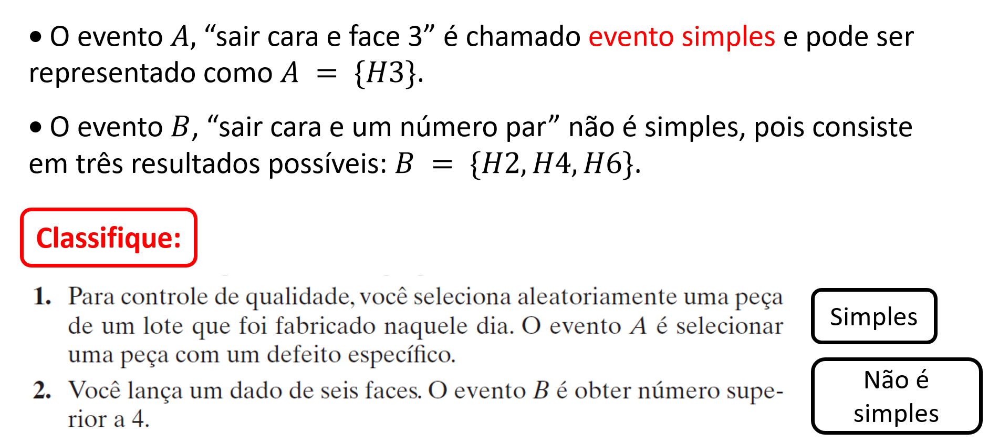 • O evento A, “sair cara e face 3” é chamado evento simples e pode ser
representado como A = {H3}.
• O evento B, “sair cara e um número par” não é simples, pois consiste
em três resultados possíveis: B = {H2, H4, H6}.
Classifique:
1. Para controle de qualidade, você seleciona aleatoriamente uma peça
de um lote que foi fabricado naquele dia. O evento A é selecionar
uma peça com um defeito específico.
Simples
2. Você lança um dado de seis faces. O evento B é obter número supe-
rior a 4.
Não é
simples